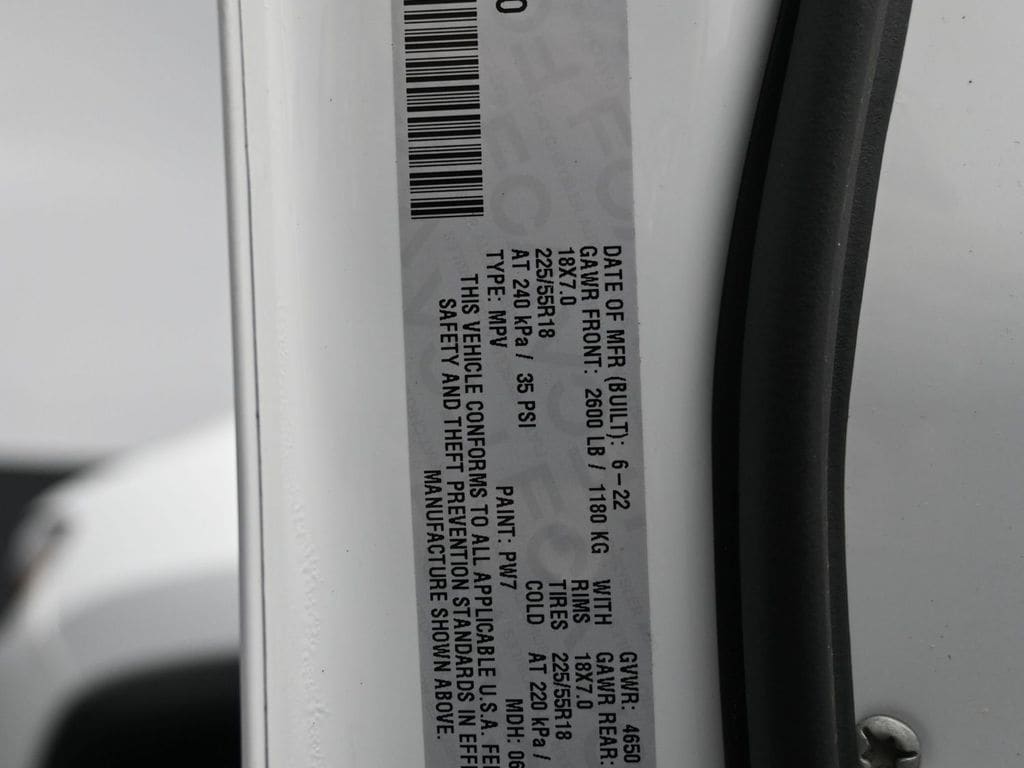 DATE OF MFR (BUILT): 6-22 GVWR: 4650
GAWR FRONT: 2600 LB / 1180 KG WITH GAWR REAR:
18X7.0 RIMS 18X7.0
225/55R18 TIRES 225/55R18
AT 240 kPa / 35 PSI COLD AT 220 kPa /
TYPE: MPV PAINT: PW7 MDH: 06
THIS VEHICLE CONFORMS TO ALL APPLICABLE U.S.A.
SAFETY AND THEFT PREVENTION STANDARDS IN
MANUFACTURE SHOWN ABOVE.